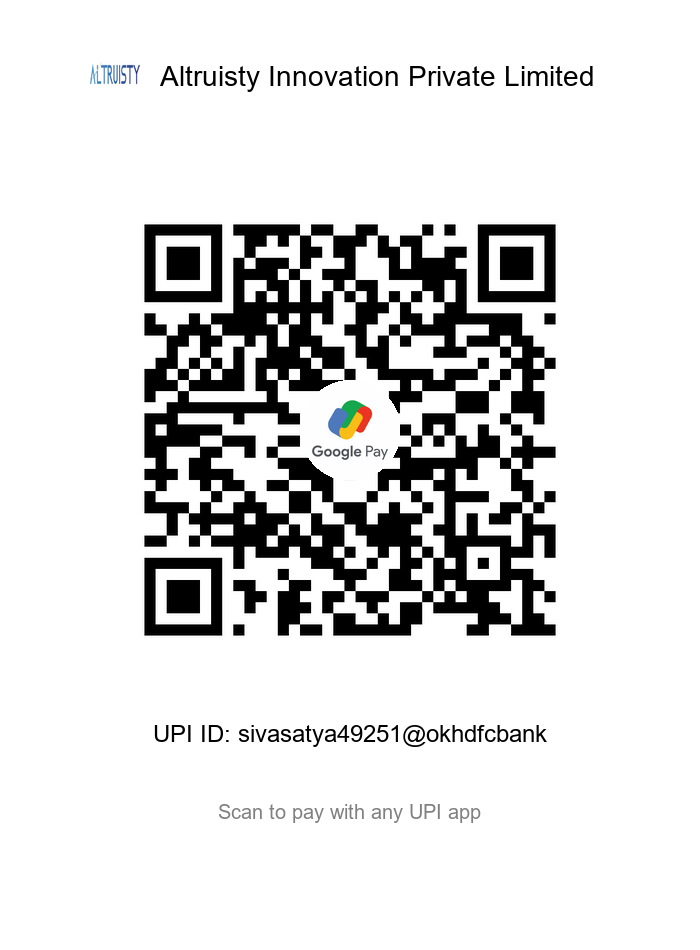 ALTRUISTY Altruisty Innovation Private Limited
Google Pay
UPI ID: sivasatya49251@okhdfcbank
Scan to pay with any UPI app